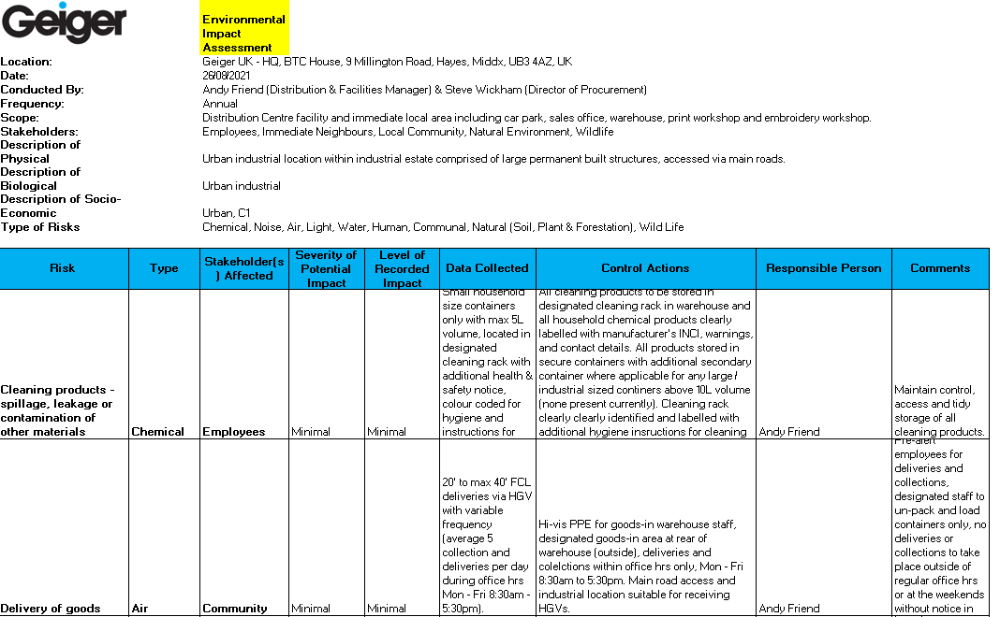 Geiger
Environmental
Impact
Assessment
Location: Geiger UK - HQ, BTC House, 9 Millington Road, Hayes, Middx, UB3 4AZ, UK
Date: 26/08/2021
Conducted By: Andy Friend (Distribution & Facilities Manager) & Steve Wickham (Director of Procurement)
Frequency: Annual
Scope: Distribution Centre facility and immediate local area including car park, sales office, warehouse, print workshop and embroidery workshop.
Stakeholders: Employees, Immediate Neighbours, Local Community, Natural Environment, Wildlife
Description of
Physical Urban industrial location within industrial estate comprised of large permanent built structures, accessed via main roads.
Description of
Biological Urban industrial
Description of Socio-
Economic Urban, C1
Type of Risks Chemical, Noise, Air, Light, Water, Human, Communal, Natural (Soil, Plant & Forestation), Wild Life
Risk
Type
Stakeholder(s
) Affected
Severity of
Potential
Impact
Level of
Recorded
Impact
Data Collected
Control Actions
Responsible Person
Comments
Cleaning products -
spillage, leakage or
contamination of
other materials
Chemical
Employees
Minimal
Minimal
Small household
size containers
only with max 5L
volume, located in
designated
cleaning rack with
additional health &
safety notice,
colour coded for
hygiene and
instructions for
All cleaning products to be stored in
designated cleaning rack in warehouse and
all household chemical products clearly
labelled with manufacturer's INCI, warnings,
and contact details. All products stored in
secure containers with additional secondary
container where applicable for any large/
industrial sized continers above 10L volume
(none present currently). Cleaning rack
clearly clearly identified and labelled with
additional hygiene insructions for cleaning
Andy Friend
Maintain control,
access and tidy
storage of all
cleaning products.
Delivery of goods
Air
Community
Minimal
Minimal
20' to max 40' FCL
deliveries via HGV
with variable
frequency
(average 5
collection and
deliveries per day
during office hrs
Mon - Fri 8:30am -
5:30pm).
Hi-vis PPE for goods-in warehouse staff,
designated goods-in area at rear of
warehouse (outside), deliveries and
colelctions within office hrs only, Mon - Fri
8:30am to 5:30pm. Main road access and
industrial location suitable for receiving
HGVs.
Andy Friend
Pre-alert
employees for
deliveries and
collections,
designated staff to
un-pack and load
containers only, no
deliveries or
collections to take
place outside of
regular office hrs
or at the weekends
without notice in